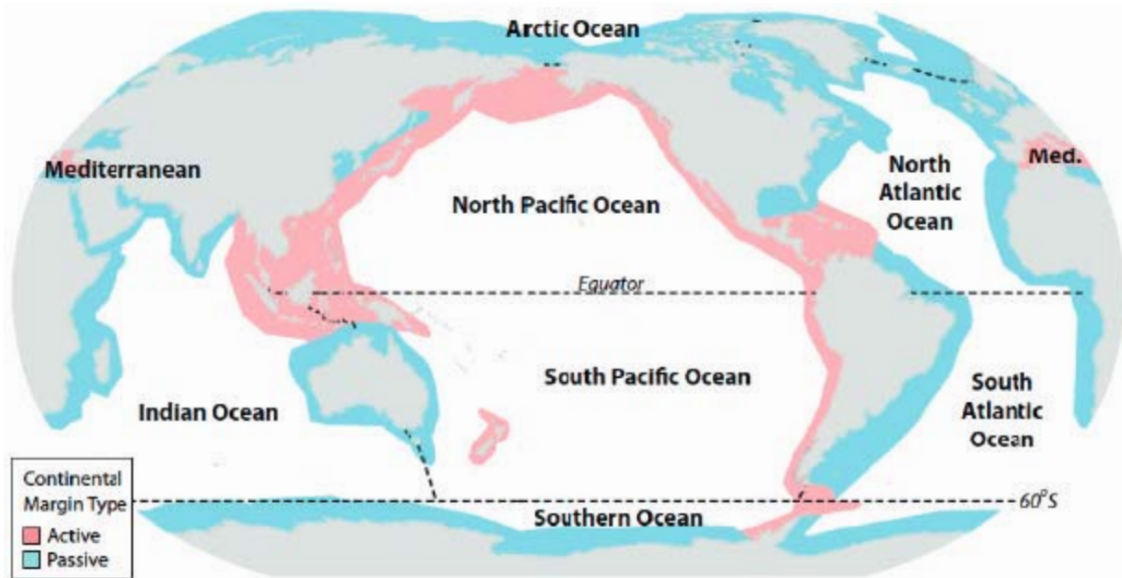 Arctic Ocean
Mediterranean
Med.
North
Atlantic
Ocean
North Pacific Ocean
Equator
South Pacific Ocean
Indian Ocean
South
Atlantic
Ocean
Continental
Margin Type
Active
Passive
60°S
Southern Ocean